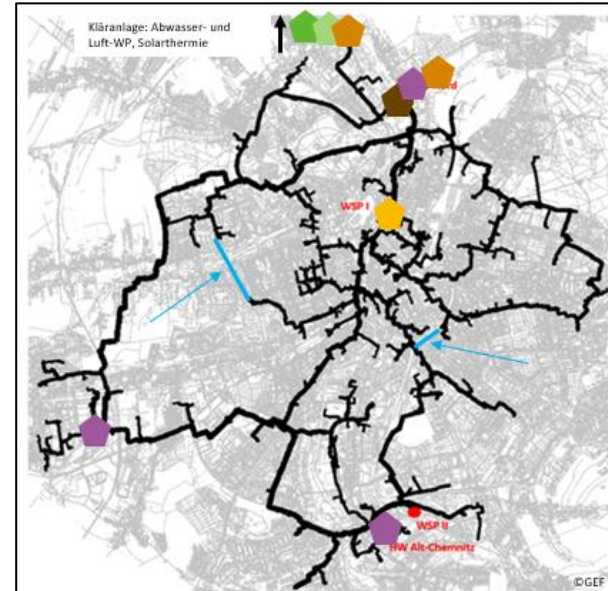 Kläranlage: Abwasser- und
Luft-WP, Solarthermie
WSP I
WSP II
HW Alt-Chemnitz
©GEF